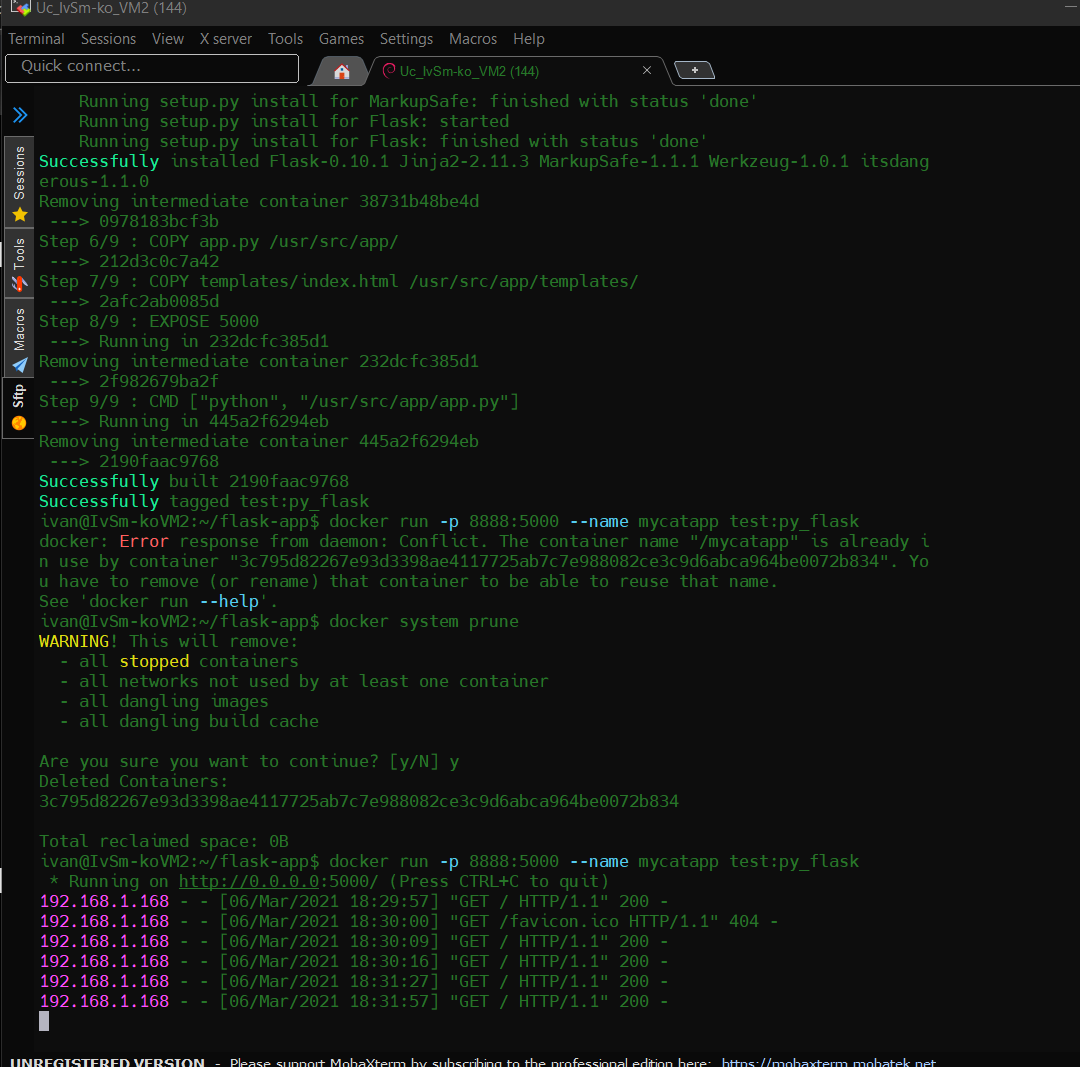 Uc_IvSm-ko_VM2 (144)
Terminal Sessions View X server Tools Games Settings Macros Help
Quick connect...
Uc_IvSm-ko_VM2 (144)
Sessions
Tools
Macros
Sftp
Running setup.py install for MarkupSafe: finished with status 'done'
Running setup.py install for Flask: started
Running setup.py install for Flask: finished with status 'done'
Successfully installed Flask-0.10.1 Jinja2-2.11.3 MarkupSafe-1.1.1 Werkzeug-1.0.1 itsdang
erous-1.1.0
Removing intermediate container 38731b48be4d
---> 0978183bcf3b
Step 6/9 : COPY app.py /usr/src/app/
---> 212d3c0c7a42
Step 7/9 : COPY templates/index.html /usr/src/app/templates/
---> 2afc2ab0085d
Step 8/9 : EXPOSE 5000
---> Running in 232dcfc385d1
Removing intermediate container 232dcfc385d1
---> 2f982679ba2f
Step 9/9 : CMD ["python", "/usr/src/app/app.py"]
---> Running in 445a2f6294eb
Removing intermediate container 445a2f6294eb
---> 2190faac9768
Successfully built 2190faac9768
Successfully tagged test:py_flask
ivan@IvSm-koVM2:~/flask-app$ docker run -p 8888:5000 --name mycatapp test:py_flask
docker: Error response from daemon: Conflict. The container name "/mycatapp" is already i
n use by container "3c795d82267e93d3398ae4117725ab7c7e988082ce3c9d6abca964be0072b834". Yo
u have to remove (or rename) that container to be able to reuse that name.
See 'docker run --help'.
ivan@IvSm-koVM2:~/flask-app$ docker system prune
WARNING! This will remove:
- all stopped containers
- all networks not used by at least one container
- all dangling images
- all dangling build cache
Are you sure you want to continue? [y/N] y
Deleted Containers:
3c795d82267e93d3398ae4117725ab7c7e988082ce3c9d6abca964be0072b834
Total reclaimed space: 0B
ivan@IvSm-koVM2:~/flask-app$ docker run -p 8888:5000 --name mycatapp test:py_flask
* Running on http://0.0.0.0:5000/ (Press CTRL+C to quit)
192.168.1.168 - - [06/Mar/2021 18:29:57] "GET / HTTP/1.1" 200 -
192.168.1.168 - - [06/Mar/2021 18:30:00] "GET /favicon.ico HTTP/1.1" 404 -
192.168.1.168 - - [06/Mar/2021 18:30:09] "GET / HTTP/1.1" 200 -
192.168.1.168 - - [06/Mar/2021 18:30:16] "GET / HTTP/1.1" 200 -
192.168.1.168 - - [06/Mar/2021 18:31:27] "GET / HTTP/1.1" 200 -
192.168.1.168 - - [06/Mar/2021 18:31:57] "GET / HTTP/1.1" 200 -
UNREGISTERED VERSION - Please support MobaXterm by subscribing to the professional edition here: https://mobaxterm.mobatek.net